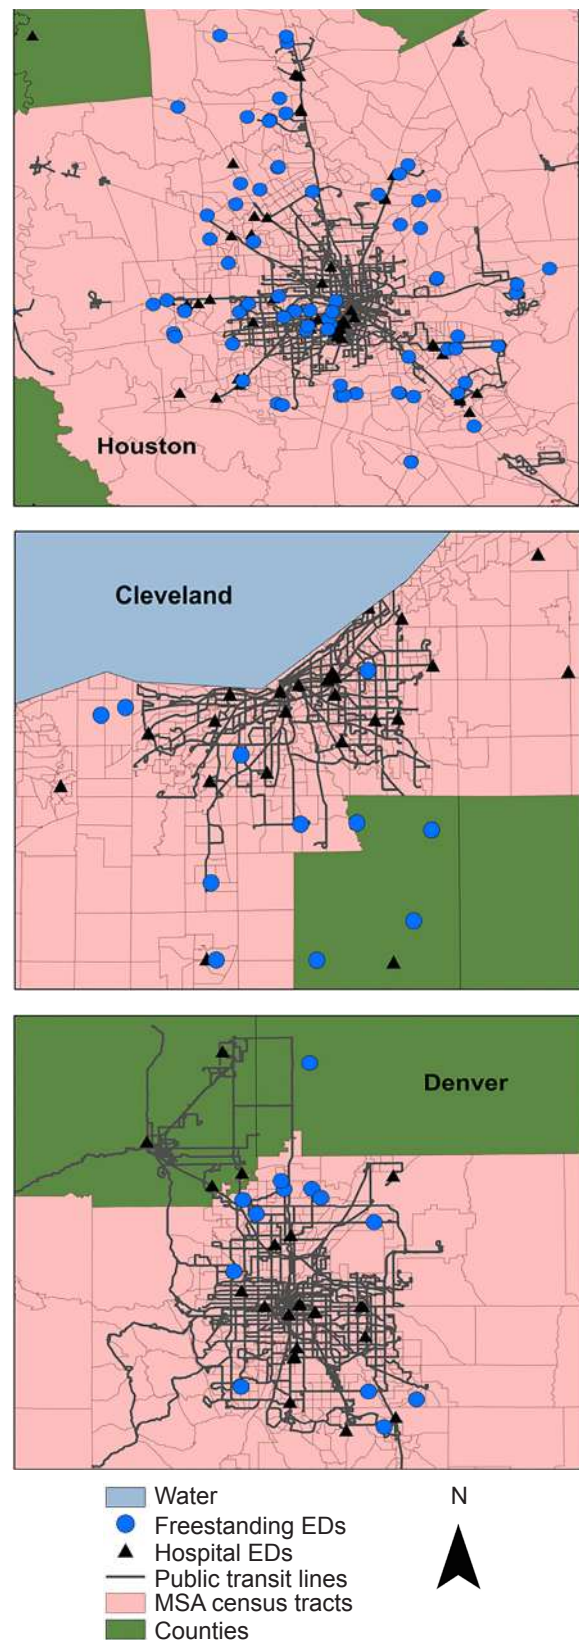 Houston
Cleveland
Denver
Water
N
Freestanding EDs
Hospital EDs
Public transit lines
MSA census tracts
Counties